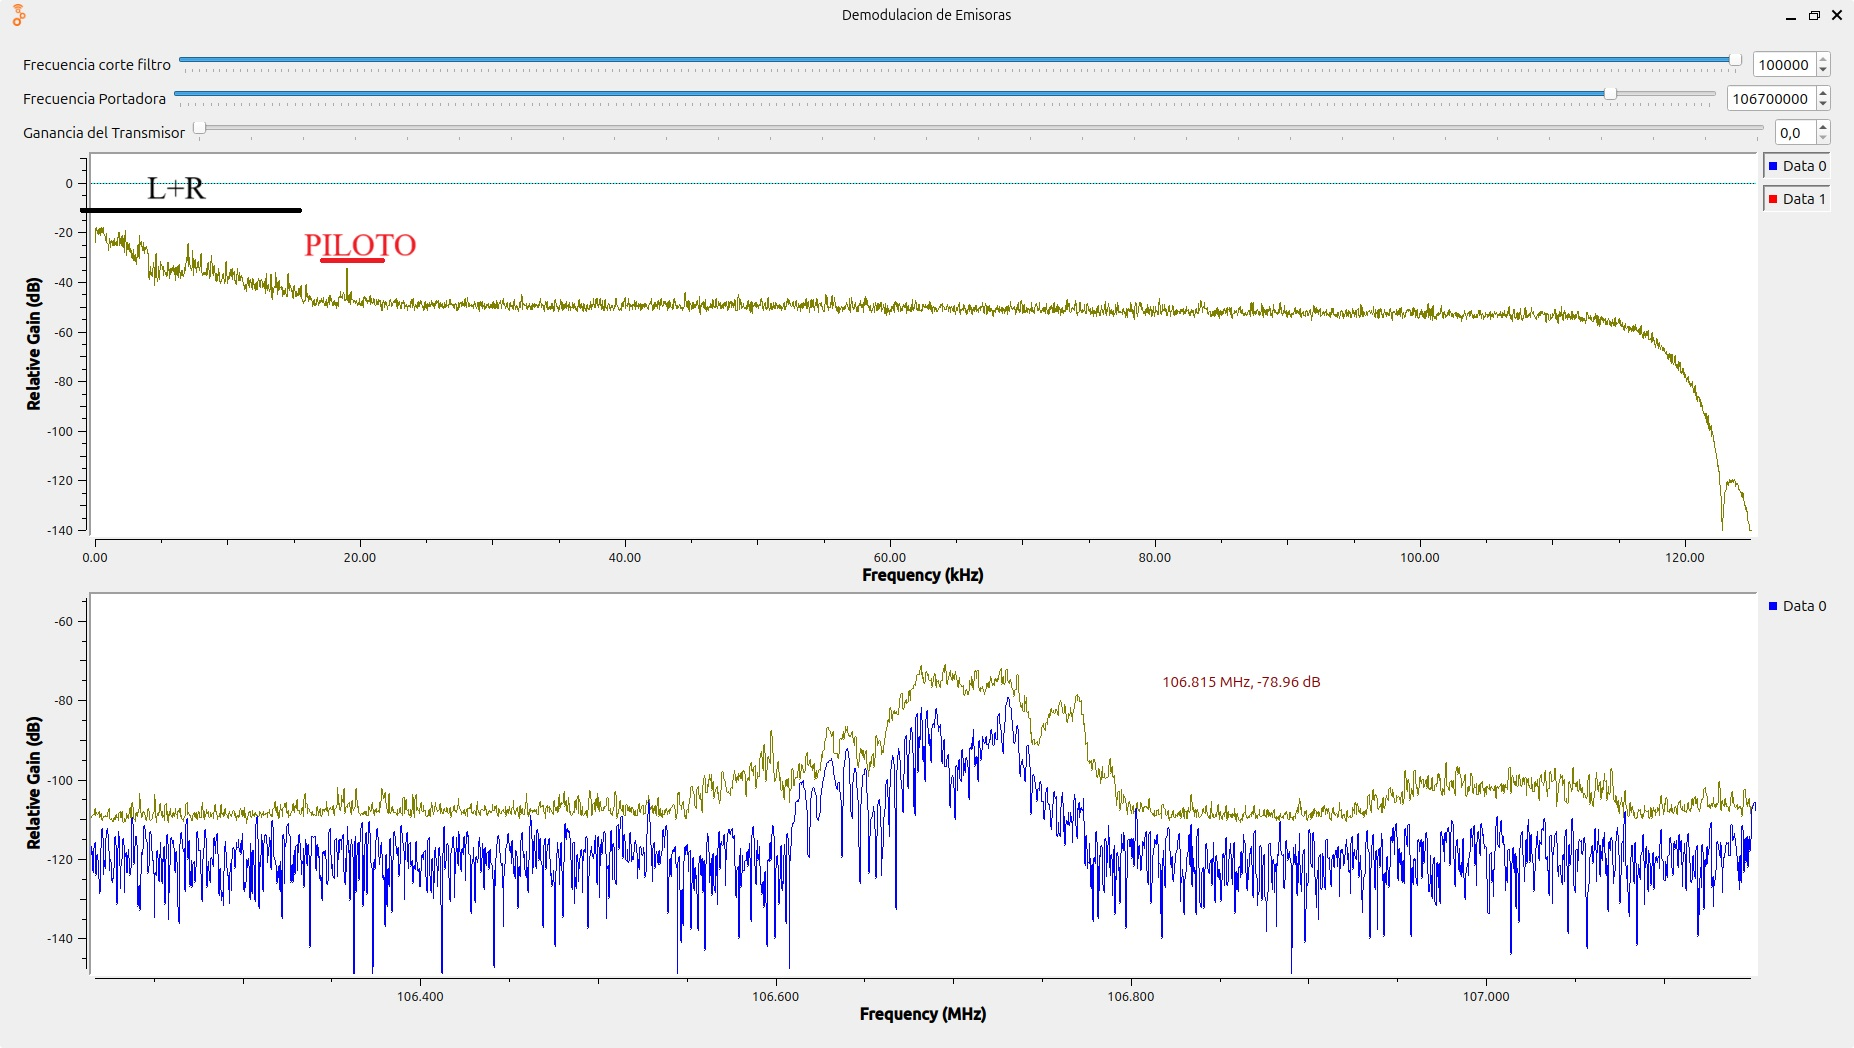 Demodulacion de Emisoras
Frecuencia corte filtro 100000
Frecuencia Portadora 106700000
Ganancia del Transmisor 0,0
Data 0
Data 1
L+R
PILOTO
Relative Gain (dB)
0
-20
-40
-60
-80
-100
-120
-140
0.00 20.00 40.00 60.00 80.00 100.00 120.00
Frequency (kHz)
Data 0
106.815 MHz, -78.96 dB
Relative Gain (dB)
-60
-80
-100
-120
-140
106.400 106.600 106.800 107.000
Frequency (MHz)